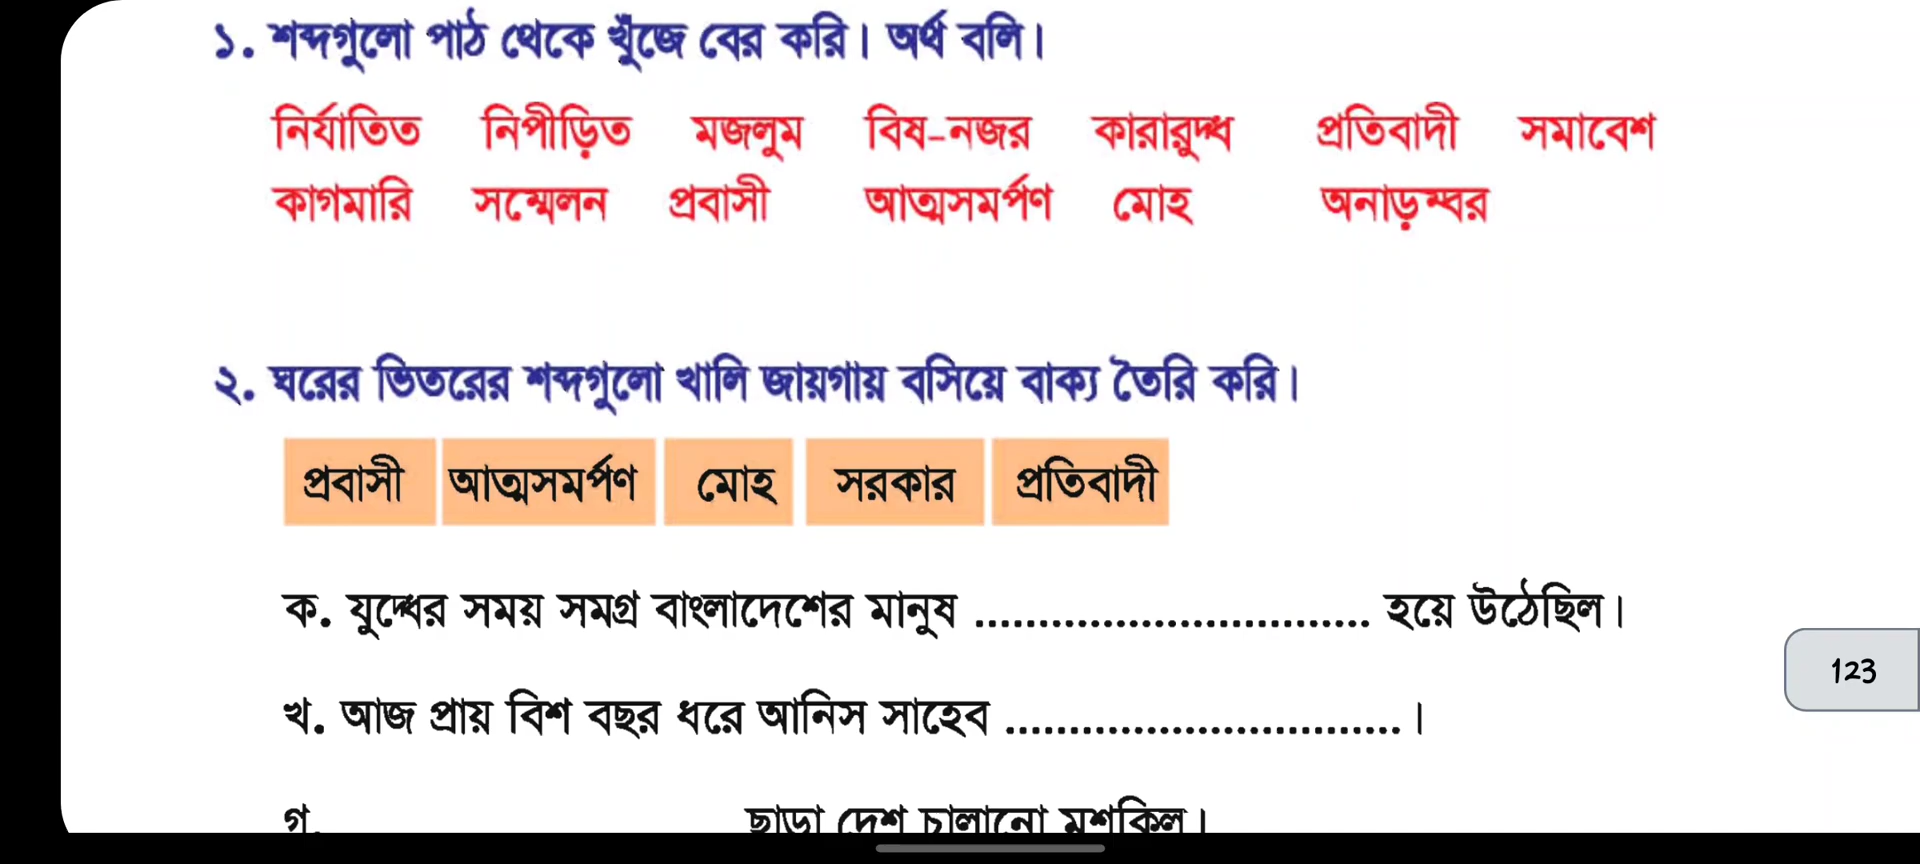 ১. শব্দগুলো পাঠ থেকে খুঁজে বের করি। অর্থ বলি।
নির্যাতিত নিপীড়িত মজলুম বিষ-নজর কারারুদ্ধ প্রতিবাদী সমাবেশ
কাগমারি সম্মেলন প্রবাসী আত্মসমর্পণ মোহ অনাড়ম্বর
২. ঘরের ভিতরের শব্দগুলো খালি জায়গায় বসিয়ে বাক্য তৈরি করি।
প্রবাসী আত্মসমর্পণ মোহ সরকার প্রতিবাদী
ক. যুদ্ধের সময় সমগ্র বাংলাদেশের মানুষ ............................... হয়ে উঠেছিল।
খ. আজ প্রায় বিশ বছর ধরে আনিস সাহেব ............................... ।
গ. ছাড়া দেশ চালানো মুশকিল।
123